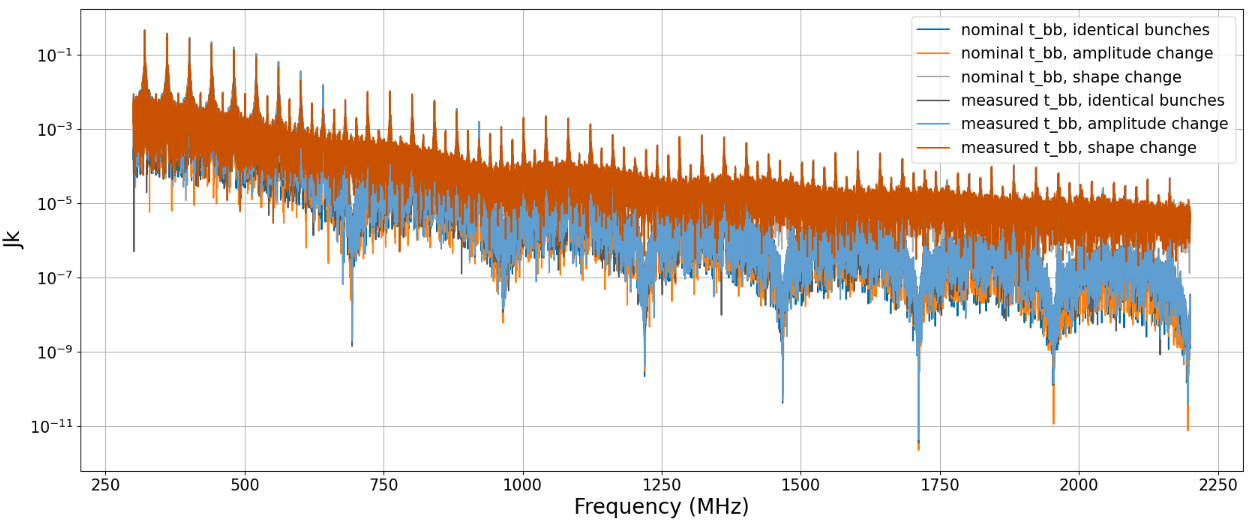 nominal t_bb, identical bunches
nominal t_bb, amplitude change
nominal t_bb, shape change
measured t_bb, identical bunches
measured t_bb, amplitude change
measured t_bb, shape change
10⁻¹
10⁻³
10⁻⁵
10⁻⁷
10⁻⁹
10⁻¹¹
Jk
250 500 750 1000 1250 1500 1750 2000 2250
Frequency (MHz)